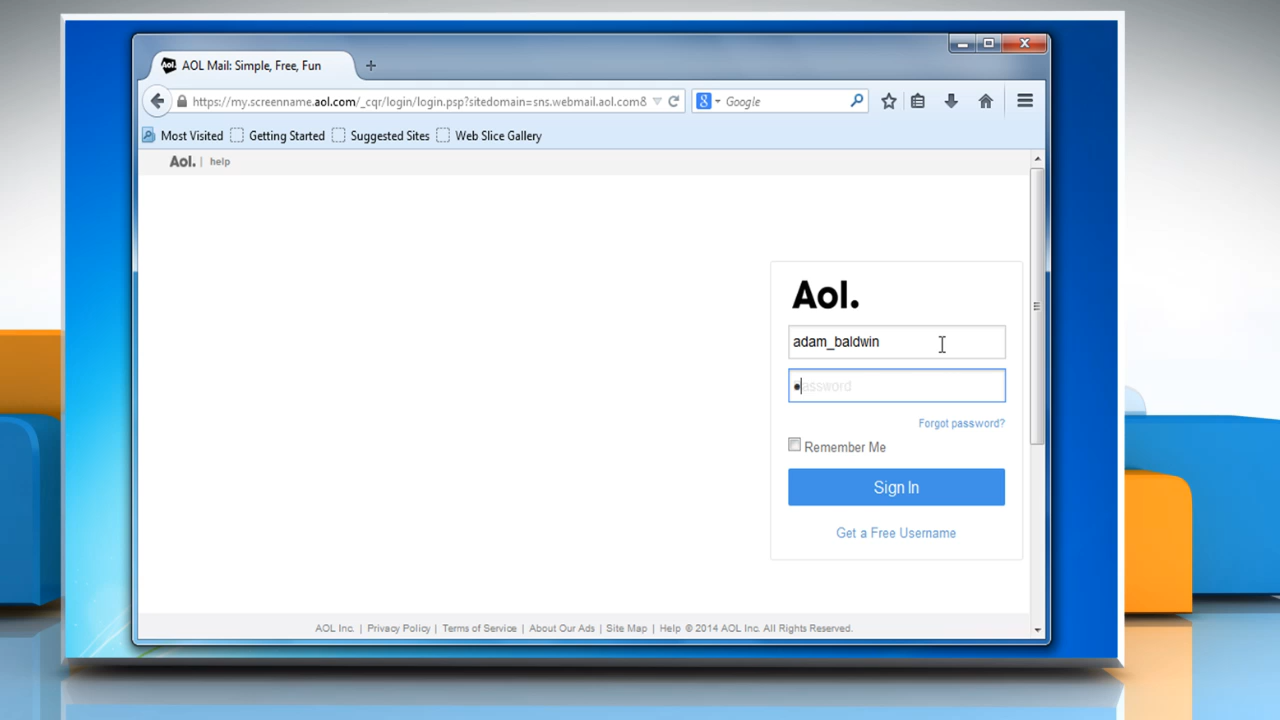 Aol. AOL Mail: Simple, Free, Fun
https://my.screenname.aol.com/_cqr/login/login.psp?sitedomain=sns.webmail.aol.com8 Google
Most Visited Getting Started Suggested Sites Web Slice Gallery
Aol. | help
Aol.
adam_baldwin
assword
Forgot password?
Remember Me
Sign In
Get a Free Username
AOL Inc. | Privacy Policy | Terms of Service | About Our Ads | Site Map | Help © 2014 AOL Inc. All Rights Reserved.